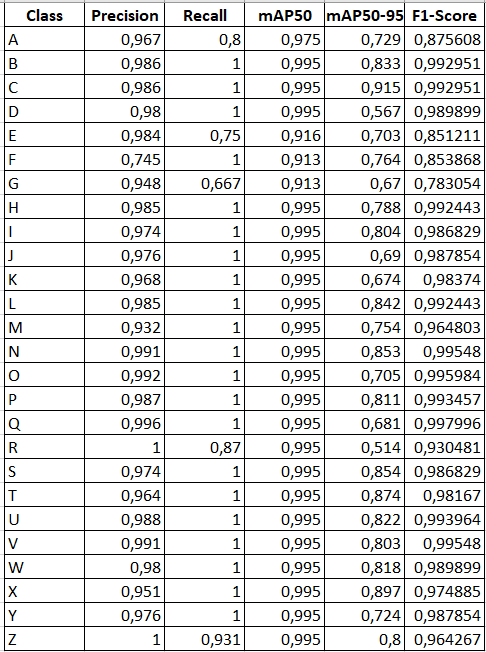 Class Precision Recall mAP50 mAP50-95 F1-Score
A 0,967 0,8 0,975 0,729 0,875608
B 0,986 1 0,995 0,833 0,992951
C 0,986 1 0,995 0,915 0,992951
D 0,98 1 0,995 0,567 0,989899
E 0,984 0,75 0,916 0,703 0,851211
F 0,745 1 0,913 0,764 0,853868
G 0,948 0,667 0,913 0,67 0,783054
H 0,985 1 0,995 0,788 0,992443
I 0,974 1 0,995 0,804 0,986829
J 0,976 1 0,995 0,69 0,987854
K 0,968 1 0,995 0,674 0,98374
L 0,985 1 0,995 0,842 0,992443
M 0,932 1 0,995 0,754 0,964803
N 0,991 1 0,995 0,853 0,99548
O 0,992 1 0,995 0,705 0,995984
P 0,987 1 0,995 0,811 0,993457
Q 0,996 1 0,995 0,681 0,997996
R 1 0,87 0,995 0,514 0,930481
S 0,974 1 0,995 0,854 0,986829
T 0,964 1 0,995 0,874 0,98167
U 0,988 1 0,995 0,822 0,993964
V 0,991 1 0,995 0,803 0,99548
W 0,98 1 0,995 0,818 0,989899
X 0,951 1 0,995 0,897 0,974885
Y 0,976 1 0,995 0,724 0,987854
Z 1 0,931 0,995 0,8 0,964267